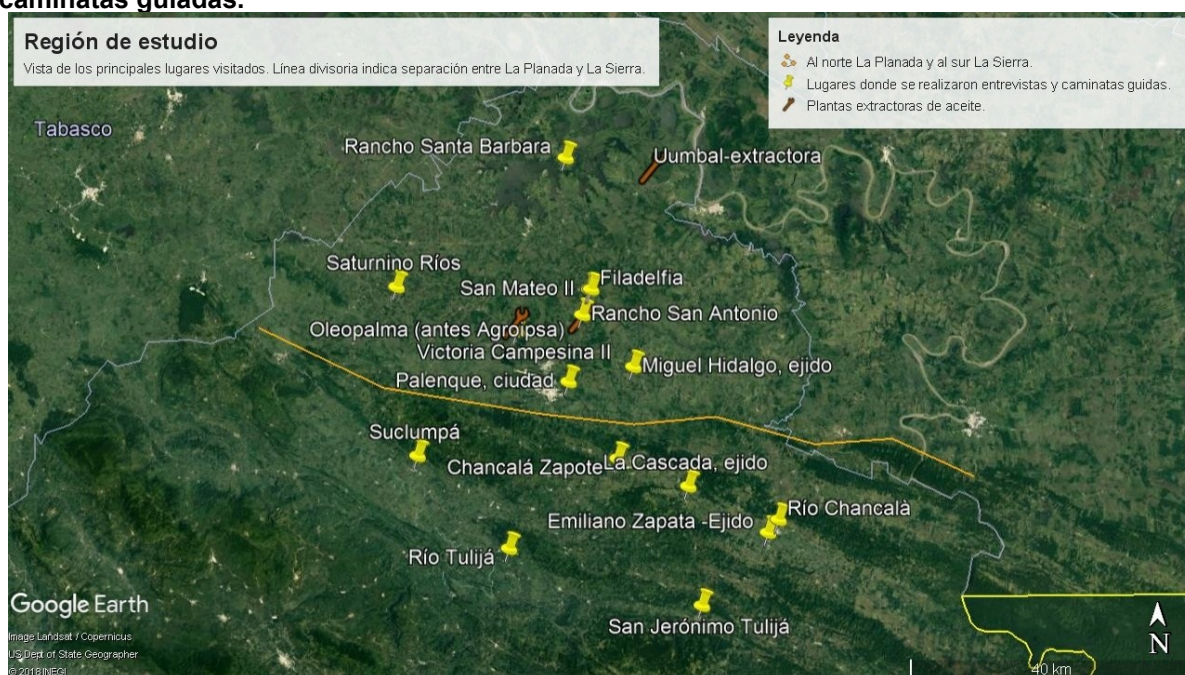 caminatas guiadas.
Región de estudio
Vista de los principales lugares visitados. Línea divisoria indica separación entre La Planada y La Sierra.
Leyenda
Al norte La Planada y al sur La Sierra.
Lugares donde se realizaron entrevistas y caminatas guidas.
Plantas extractoras de aceite.
Tabasco
Rancho Santa Barbara
Uumbal-extractora
Saturnino Ríos
San Mateo II
Filadelfia
Rancho San Antonio
Oleopalma (antes Agroipsa)
Victoria Campesina II
Miguel Hidalgo, ejido
Palenque, ciudad
Suclumpá
Chancalá Zapote
La Cascada, ejido
Río Chancalà
Emiliano Zapata -Ejido
Río Tulijá
San Jerónimo Tulijá
Google Earth
Image Landsat / Copernicus
US Dept of State Geographer
© 2018 INEGI
N
40 km